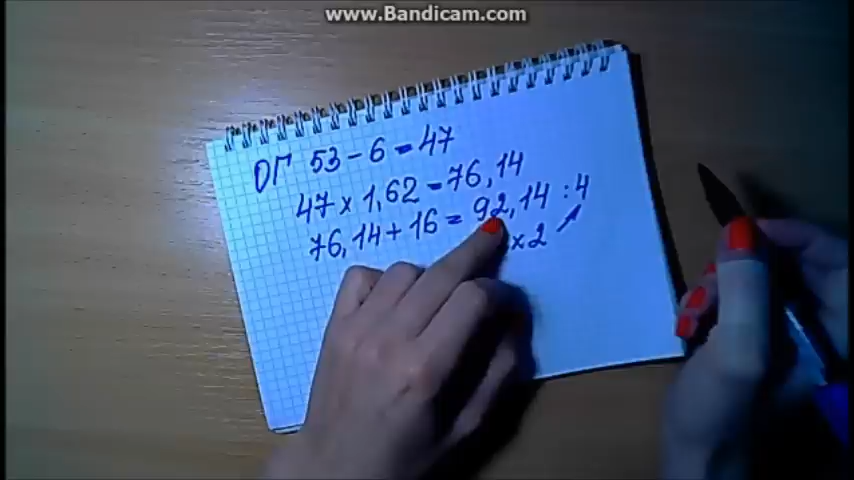 www.Bandicam.com
ОГ 53-6=47
47 x 1,62 = 76,14
76,14 + 16 = 92,14 : 4
x 2